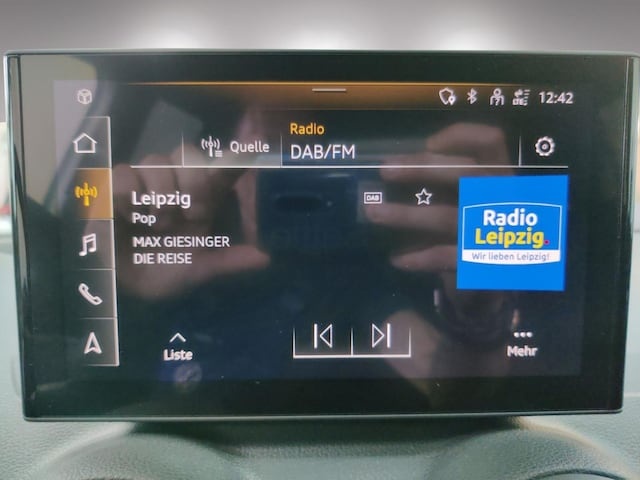 12:42
Radio
Quelle
DAB/FM
Leipzig
DAB
Pop
MAX GIESINGER
DIE REISE
Radio
Leipzig.
Wir lieben Leipzig!
Liste
Mehr